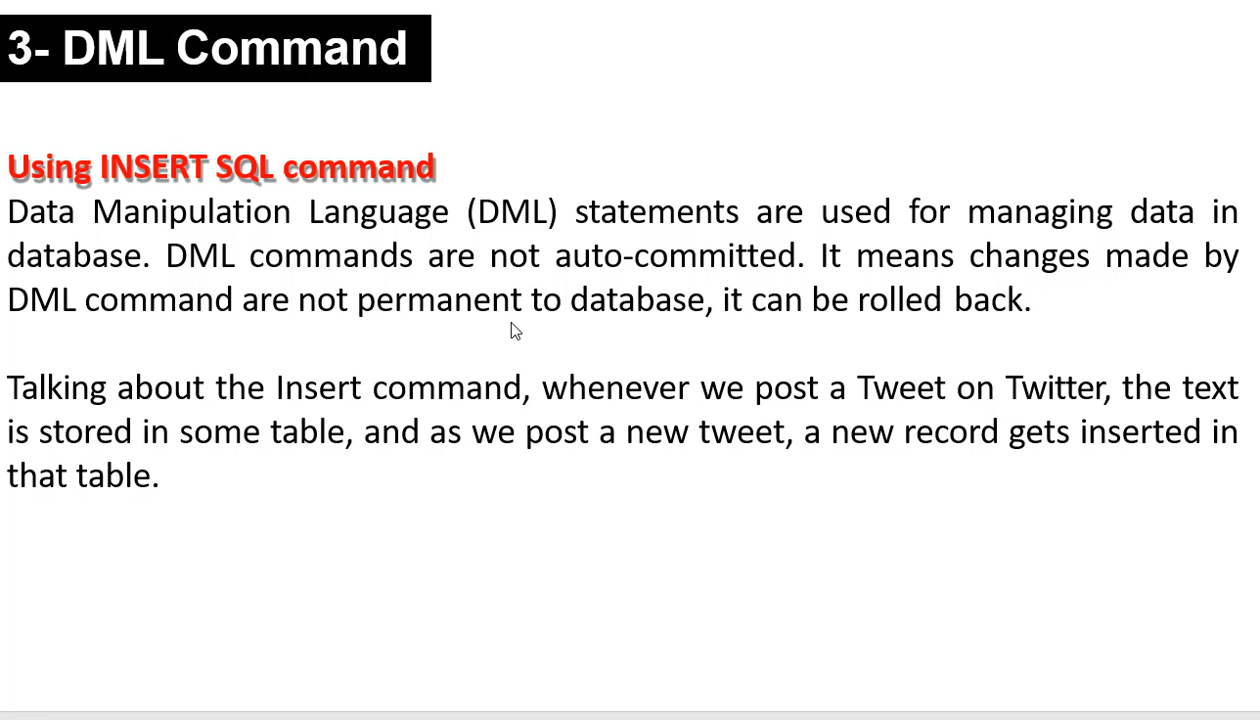 3- DML Command
Using INSERT SQL command
Data Manipulation Language (DML) statements are used for managing data in
database. DML commands are not auto-committed. It means changes made by
DML command are not permanent to database, it can be rolled back.
Talking about the Insert command, whenever we post a Tweet on Twitter, the text
is stored in some table, and as we post a new tweet, a new record gets inserted in
that table.